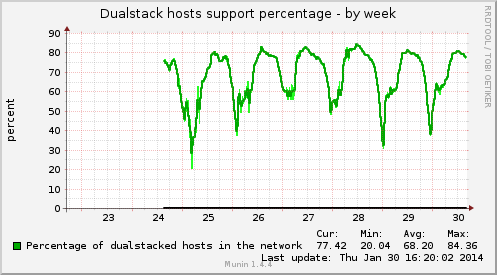 Dualstack hosts support percentage - by week
RRDTOOL / TOBI OETIKER
percent
90
80
70
60
50
40
30
20
10
0
23 24 25 26 27 28 29 30
Cur: Min: Avg: Max:
Percentage of dualstacked hosts in the network 77.42 20.04 68.20 84.36
Last update: Thu Jan 30 16:20:02 2014
Munin 1.4.4